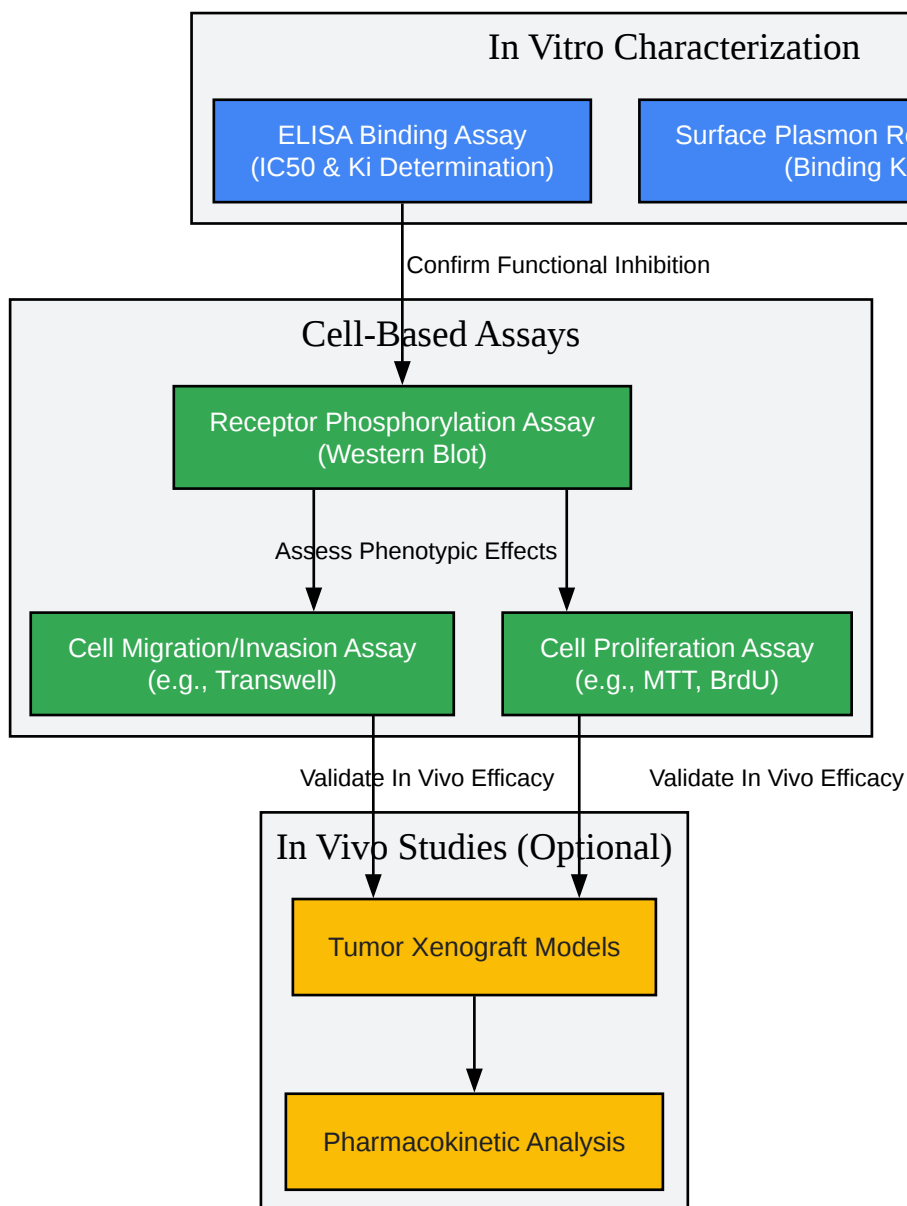 In Vitro Characterization
ELISA Binding Assay
(IC50 & Ki Determination)
Surface Plasmon
(Binding
Confirm Functional Inhibition
Cell-Based Assays
Receptor Phosphorylation Assay
(Western Blot)
Assess Phenotypic Effects
Cell Migration/Invasion Assay
(e.g., Transwell)
Cell Proliferation Assay
(e.g., MTT, BrdU)
Validate In Vivo Efficacy
Validate In Vivo Efficacy
In Vivo Studies (Optional)
Tumor Xenograft Models
Pharmacokinetic Analysis